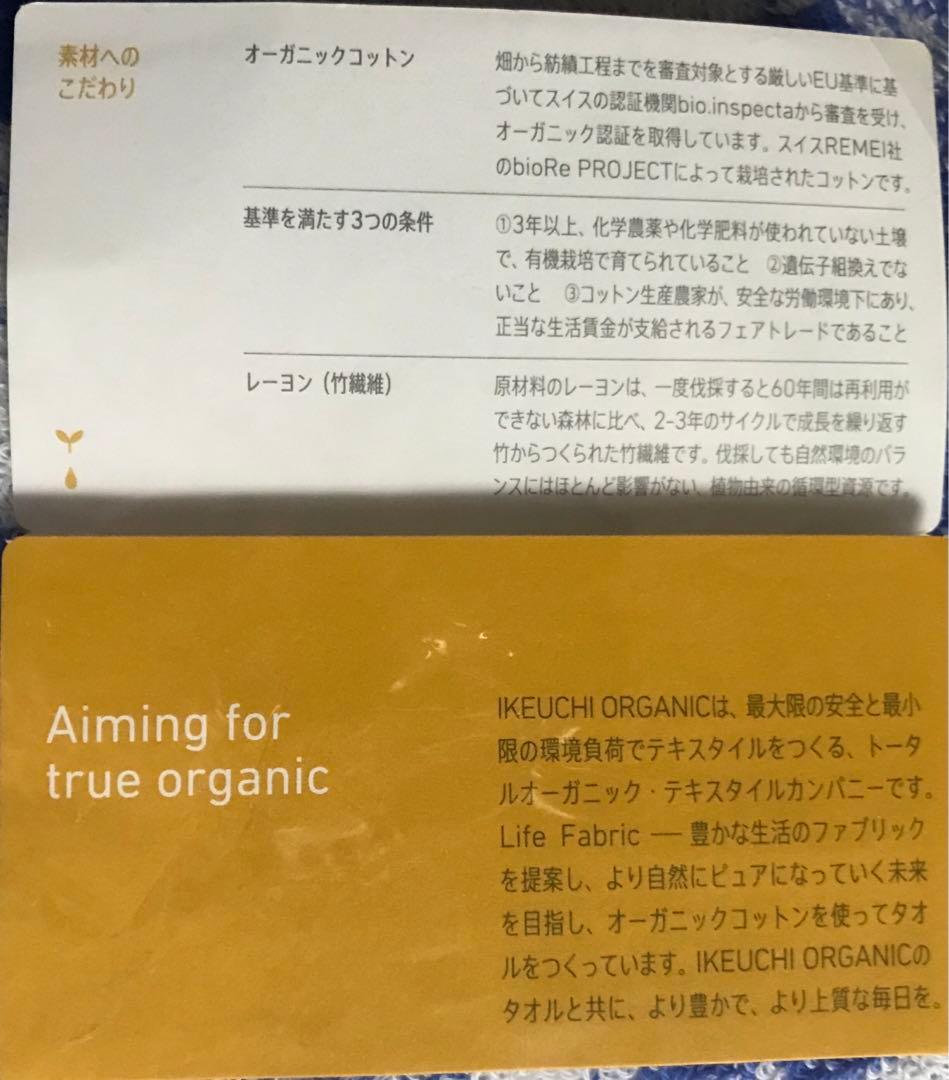 素材への
こだわり
オーガニックコットン
畑から紡績工程までを審査対象とする厳しいEU基準に基
づいてスイスの認証機関bio.inspectaから審査を受け、
オーガニック認証を取得しています。スイスREMEI社
のbioRe PROJECTによって栽培されたコットンです。
基準を満たす3つの条件
①3年以上、化学農薬や化学肥料が使われていない土壌
で、有機栽培で育てられていること　②遺伝子組換えでな
いこと　③コットン生産農家が、安全な労働環境下にあり、
正当な生活賃金が支給されるフェアトレードであること
レーヨン（竹繊維）
原材料のレーヨンは、一度伐採すると60年間は再利用が
できない森林に比べ、2-3年のサイクルで成長を繰り返す
竹からつくられた竹繊維です。伐採しても自然環境のバラ
ンスにはほとんど影響がない、植物由来の循環型資源です。
Aiming for
true organic
IKEUCHI ORGANICは、最大限の安全と最小
限の環境負荷でテキスタイルをつくる、トータ
ルオーガニック・テキスタイルカンパニーです。
Life Fabric ― 豊かな生活のファブリック
を提案し、より自然にピュアになっていく未来
を目指し、オーガニックコットンを使ってタオ
ルをつくっています。IKEUCHI ORGANICの
タオルと共に、より豊かで、より上質な毎日を。